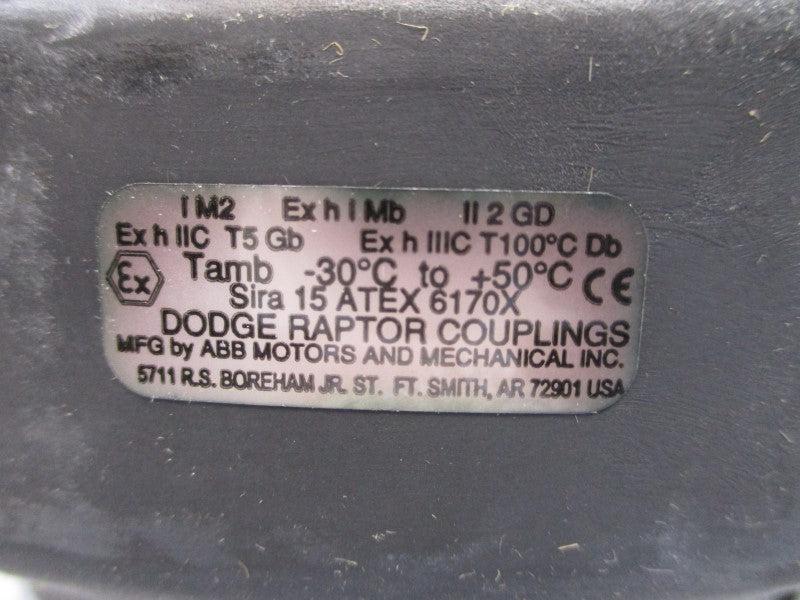 I M2 Ex h I Mb II 2 GD
Ex h IIC T5 Gb Ex h IIIC T100°C Db
Ex Tamb -30°C to +50°C CE
Sira 15 ATEX 6170X
DODGE RAPTOR COUPLINGS
MFG by ABB MOTORS AND MECHANICAL INC.
5711 R.S. BOREHAM JR. ST. FT. SMITH, AR 72901 USA